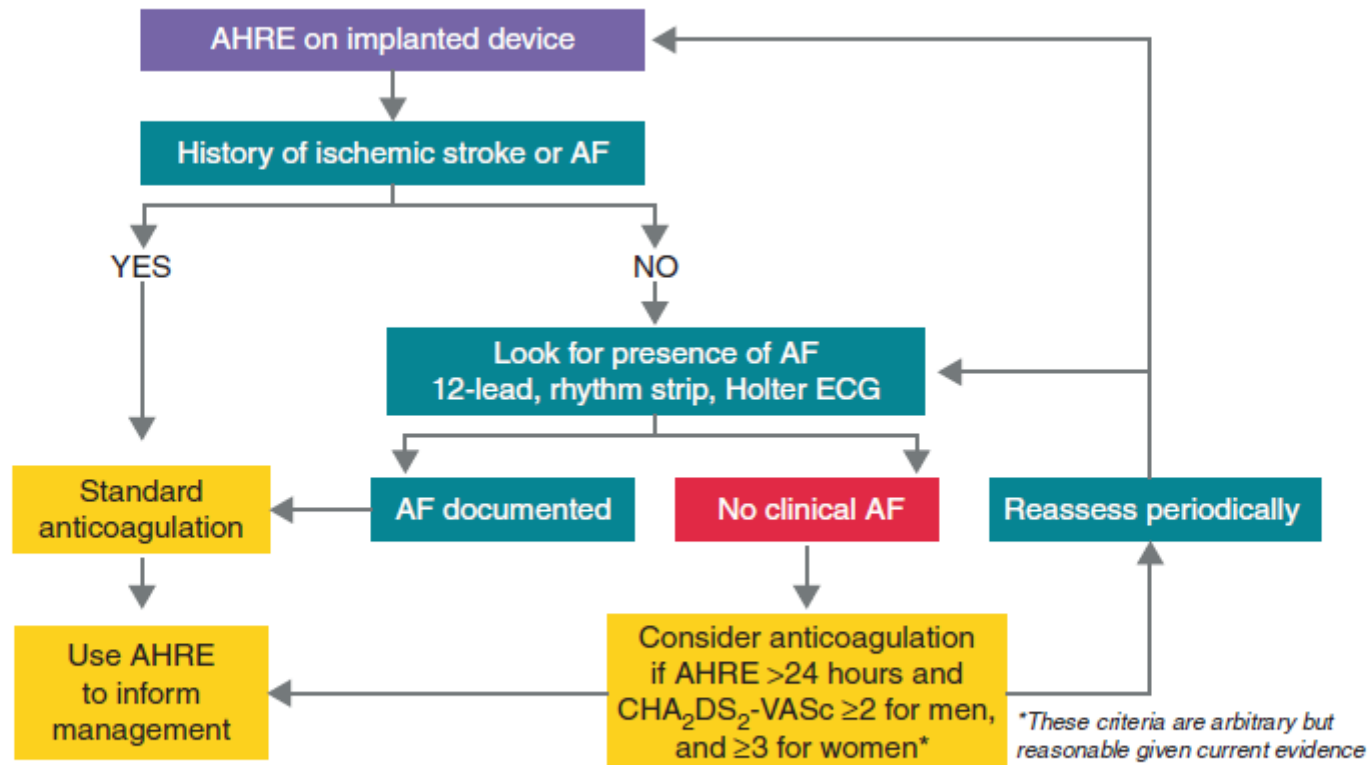 AHRE on implanted device
History of ischemic stroke or AF
YES
NO
Look for presence of AF
12-lead, rhythm strip, Holter ECG
Standard
anticoagulation
AF documented
No clinical AF
Reassess periodically
Use AHRE
to inform
management
Consider anticoagulation
if AHRE >24 hours and
CHA₂DS₂-VASc ≥2 for men,
and ≥3 for women*
*These criteria are arbitrary but
reasonable given current evidence